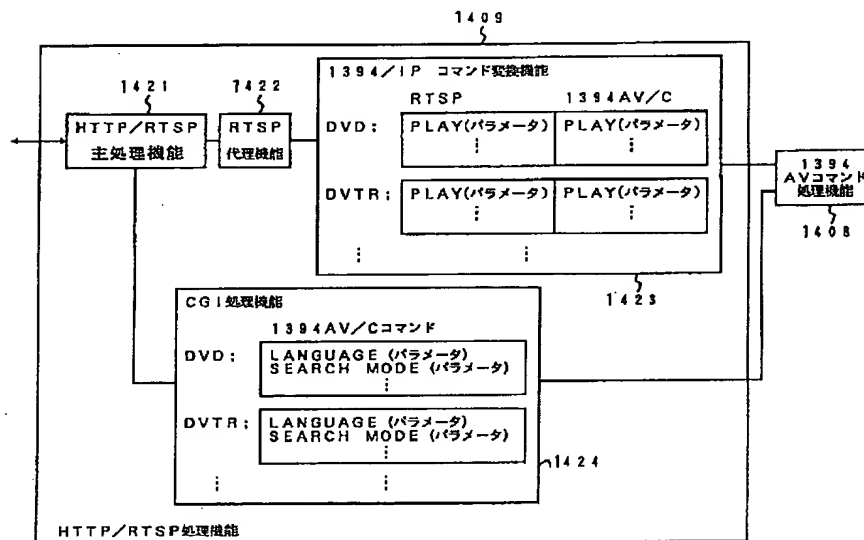 1409
1394/IP コマンド変換機能
1421
1422
RTSP
1394AV/C
HTTP/RTSP
主処理機能
RTSP
代理機能
DVD;
PLAY(パラメータ)
PLAY(パラメータ)
1394
AVコマンド
処理機能
DVTR;
PLAY(パラメータ)
PLAY(パラメータ)
1408
1423
CGI処理機能
1394AV/Cコマンド
DVD;
LANGUAGE (パラメータ)
SEARCH MODE (パラメータ)
DVTR;
LANGUAGE (パラメータ)
SEARCH MODE (パラメータ)
1424
HTTP/RTSP処理機能